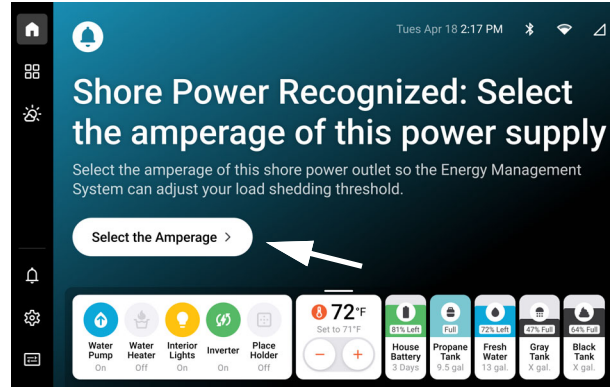 Tues Apr 18 2:17 PM
Shore Power Recognized: Select
the amperage of this power supply
Select the amperage of this shore power outlet so the Energy Management
System can adjust your load shedding threshold.
Select the Amperage >
Water
Pump
On
Water
Heater
Off
Interior
Lights
On
Inverter
On
Place
Holder
Off
8 72°F
Set to 71°F
− +
81% Left
House
Battery
3 Days
Full
Propane
Tank
9.5 gal.
72% Left
Fresh
Water
13 gal.
47% Full
Gray
Tank
X gal.
64% Full
Black
Tank
X gal.